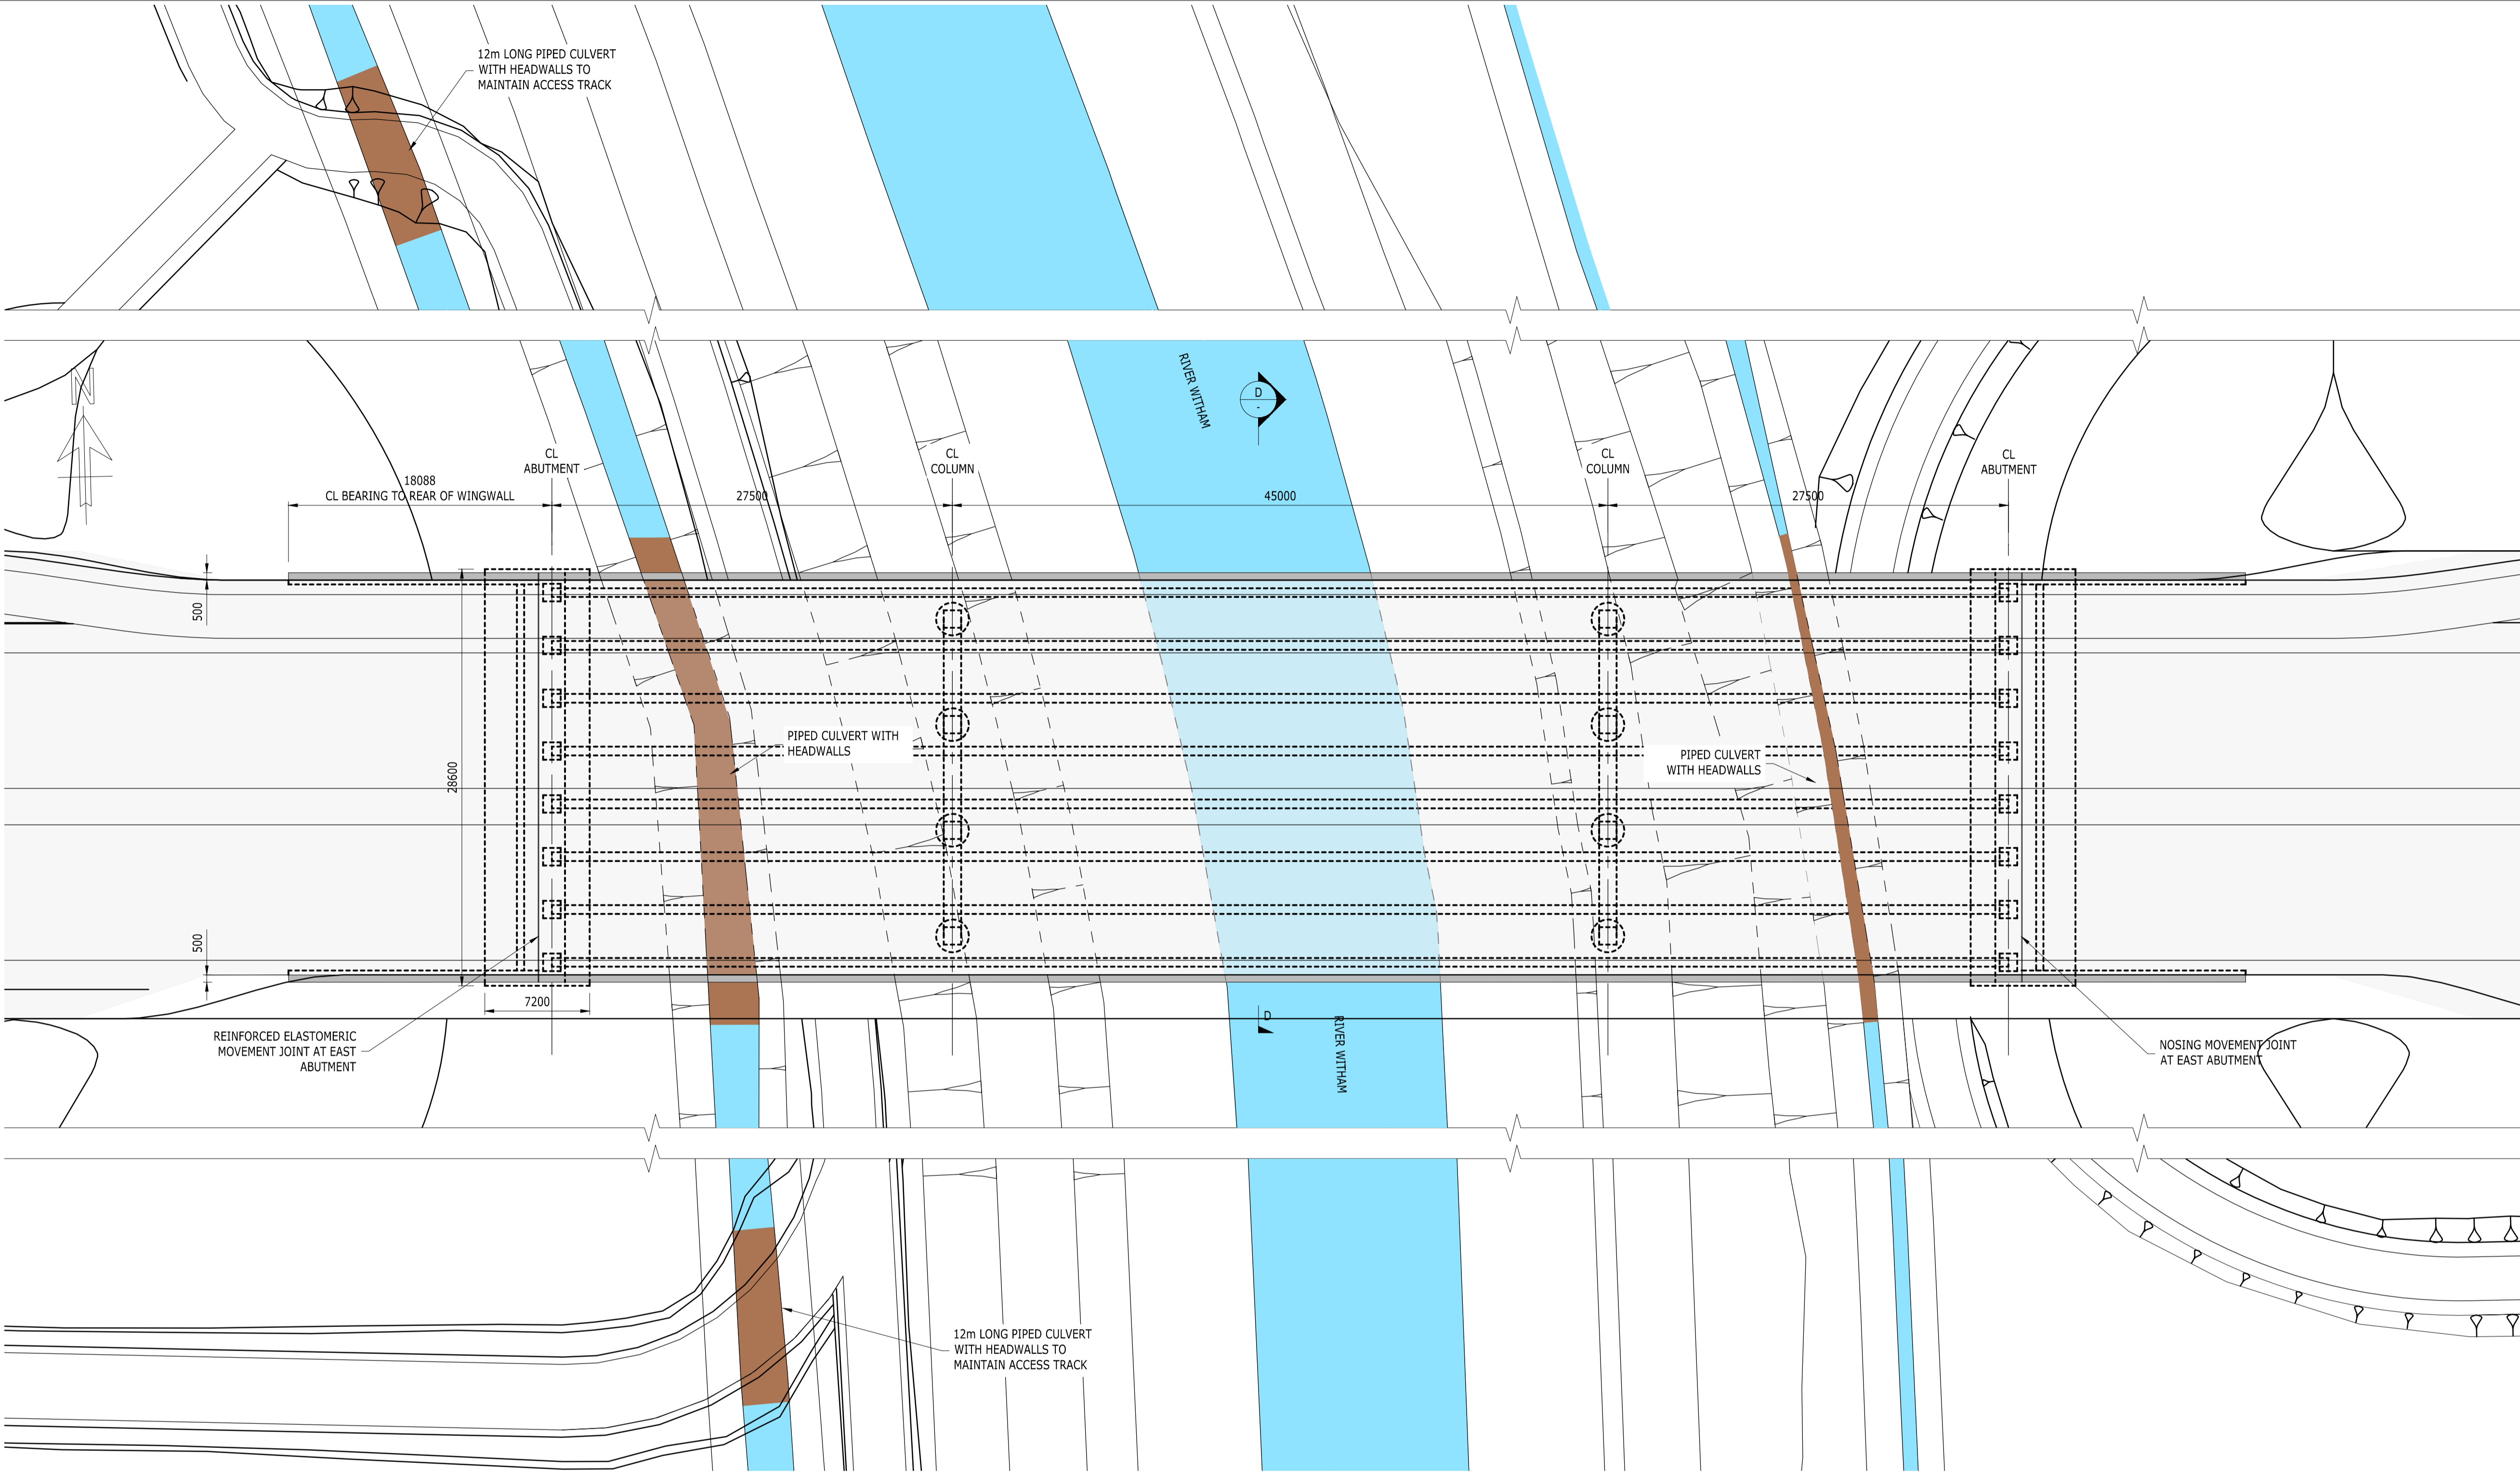 12m LONG PIPED CULVERT
WITH HEADWALLS TO
MAINTAIN ACCESS TRACK
N
RIVER WITHAM
D
-
CL
ABUTMENT
CL
COLUMN
CL
COLUMN
CL
ABUTMENT
18088
CL BEARING TO REAR OF WINGWALL
27500
45000
27500
500
28600
PIPED CULVERT WITH
HEADWALLS
PIPED CULVERT
WITH HEADWALLS
500
7200
D
RIVER WITHAM
REINFORCED ELASTOMERIC
MOVEMENT JOINT AT EAST
ABUTMENT
NOSING MOVEMENT JOINT
AT EAST ABUTMENT
12m LONG PIPED CULVERT
WITH HEADWALLS TO
MAINTAIN ACCESS TRACK